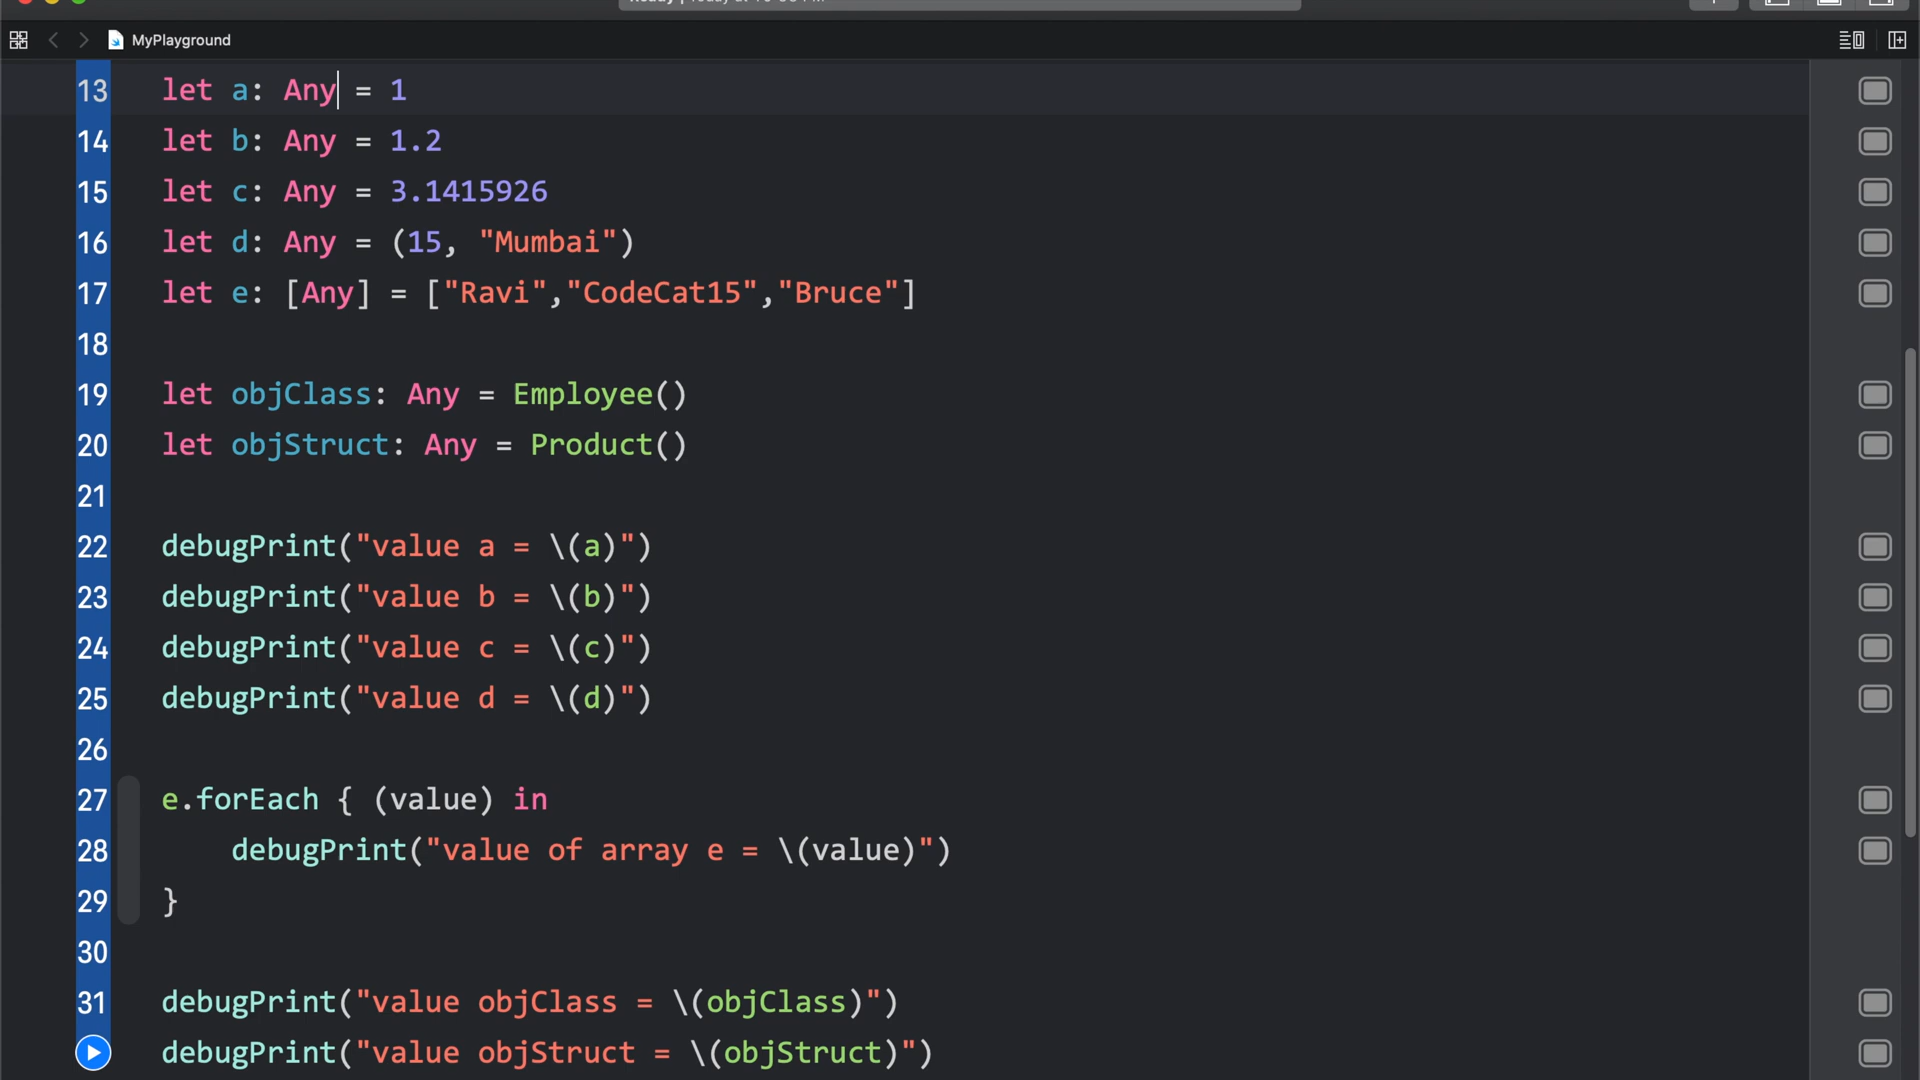 MyPlayground
13 let a: Any = 1
14 let b: Any = 1.2
15 let c: Any = 3.1415926
16 let d: Any = (15, "Mumbai")
17 let e: [Any] = ["Ravi","CodeCat15","Bruce"]
18
19 let objClass: Any = Employee()
20 let objStruct: Any = Product()
21
22 debugPrint("value a = \(a)")
23 debugPrint("value b = \(b)")
24 debugPrint("value c = \(c)")
25 debugPrint("value d = \(d)")
26
27 e.forEach { (value) in
28     debugPrint("value of array e = \(value)")
29 }
30
31 debugPrint("value objClass = \(objClass)")
debugPrint("value objStruct = \(objStruct)")